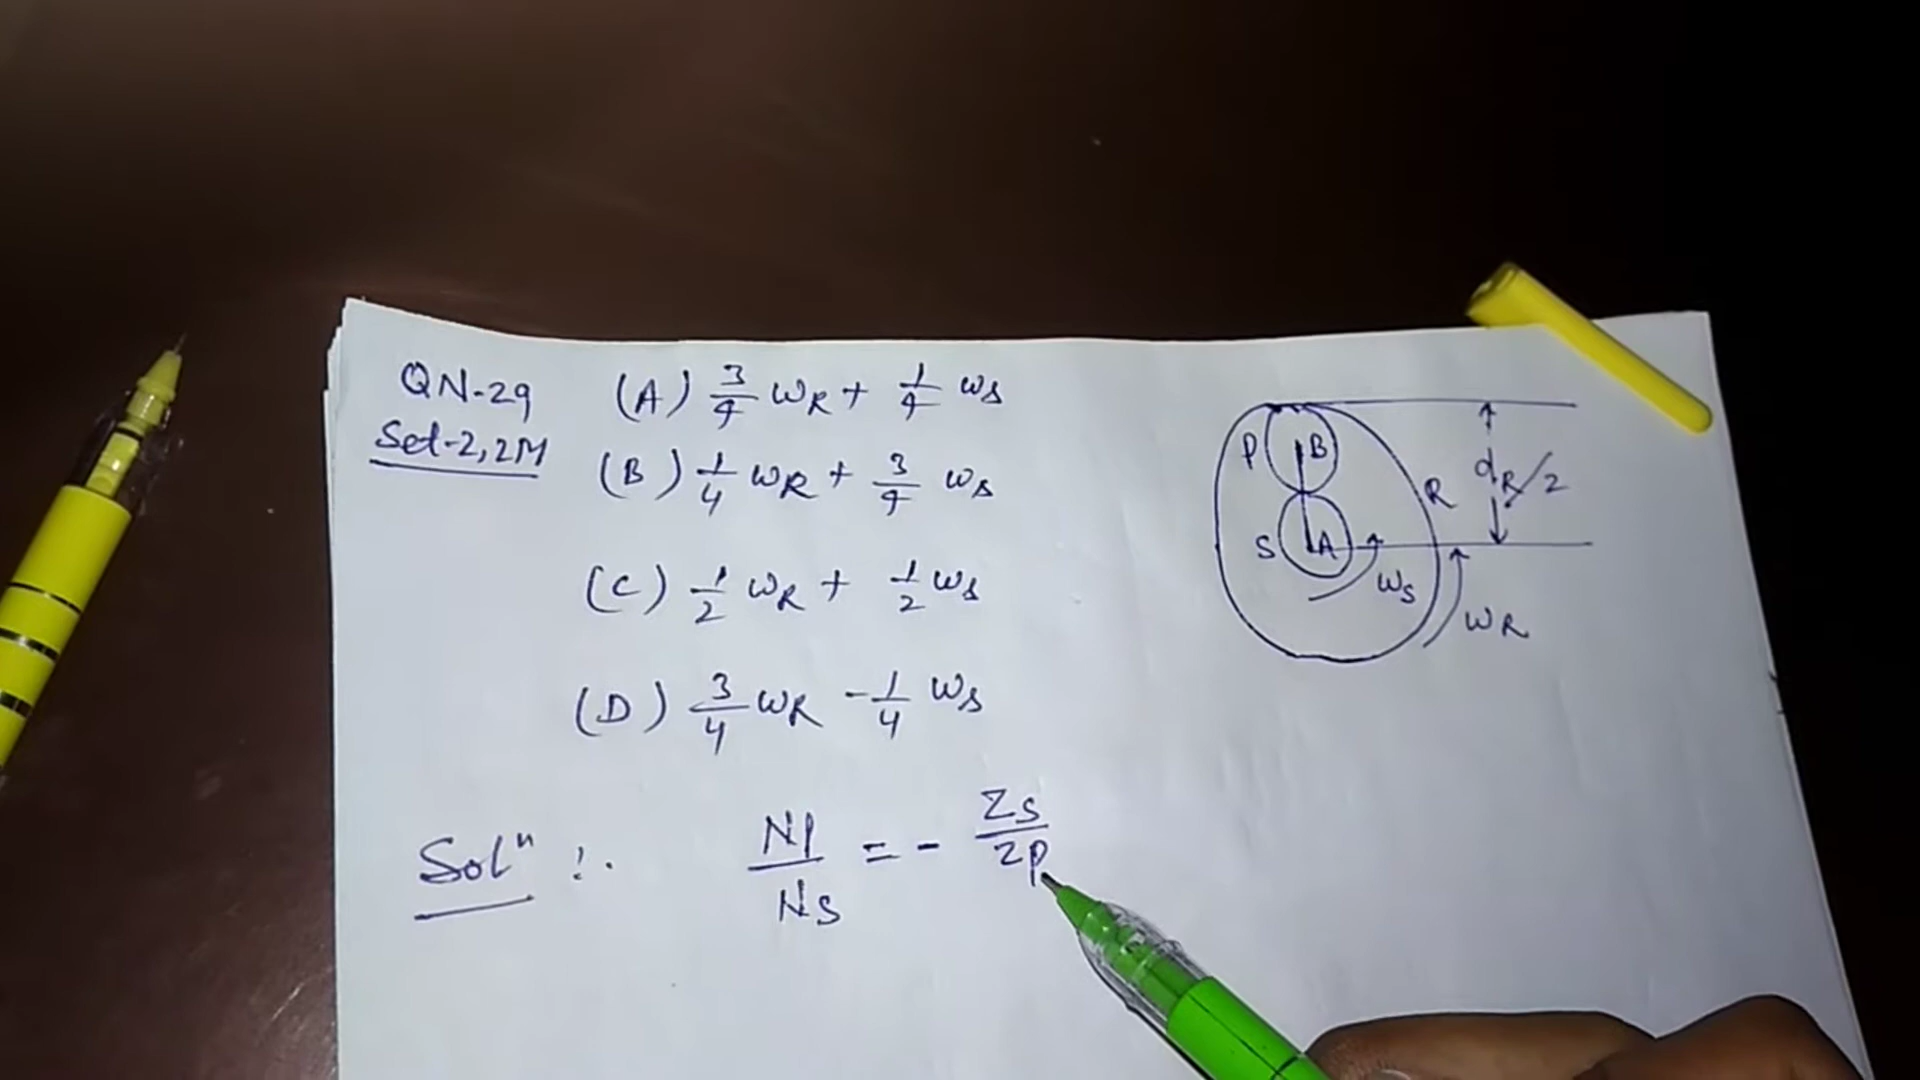 QN-29
Set-2, 2M
(A) 3/4 ωR + 1/4 ωs
(B) 1/4 ωR + 3/4 ωs
(C) 1/2 ωR + 1/2 ωs
(D) 3/4 ωR - 1/4 ωs
P B
S A
R
dR/2
ωS
ωR
Solⁿ :.
NP/NS = - ZS/ZP